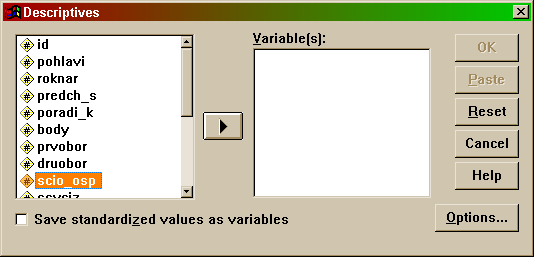 Descriptives
id
pohlavi
roknar
predch_s
poradi_k
body
prvobor
druobor
scio_osp
Variable(s):
OK
Paste
Reset
Cancel
Help
Save standardized values as variables
Options...